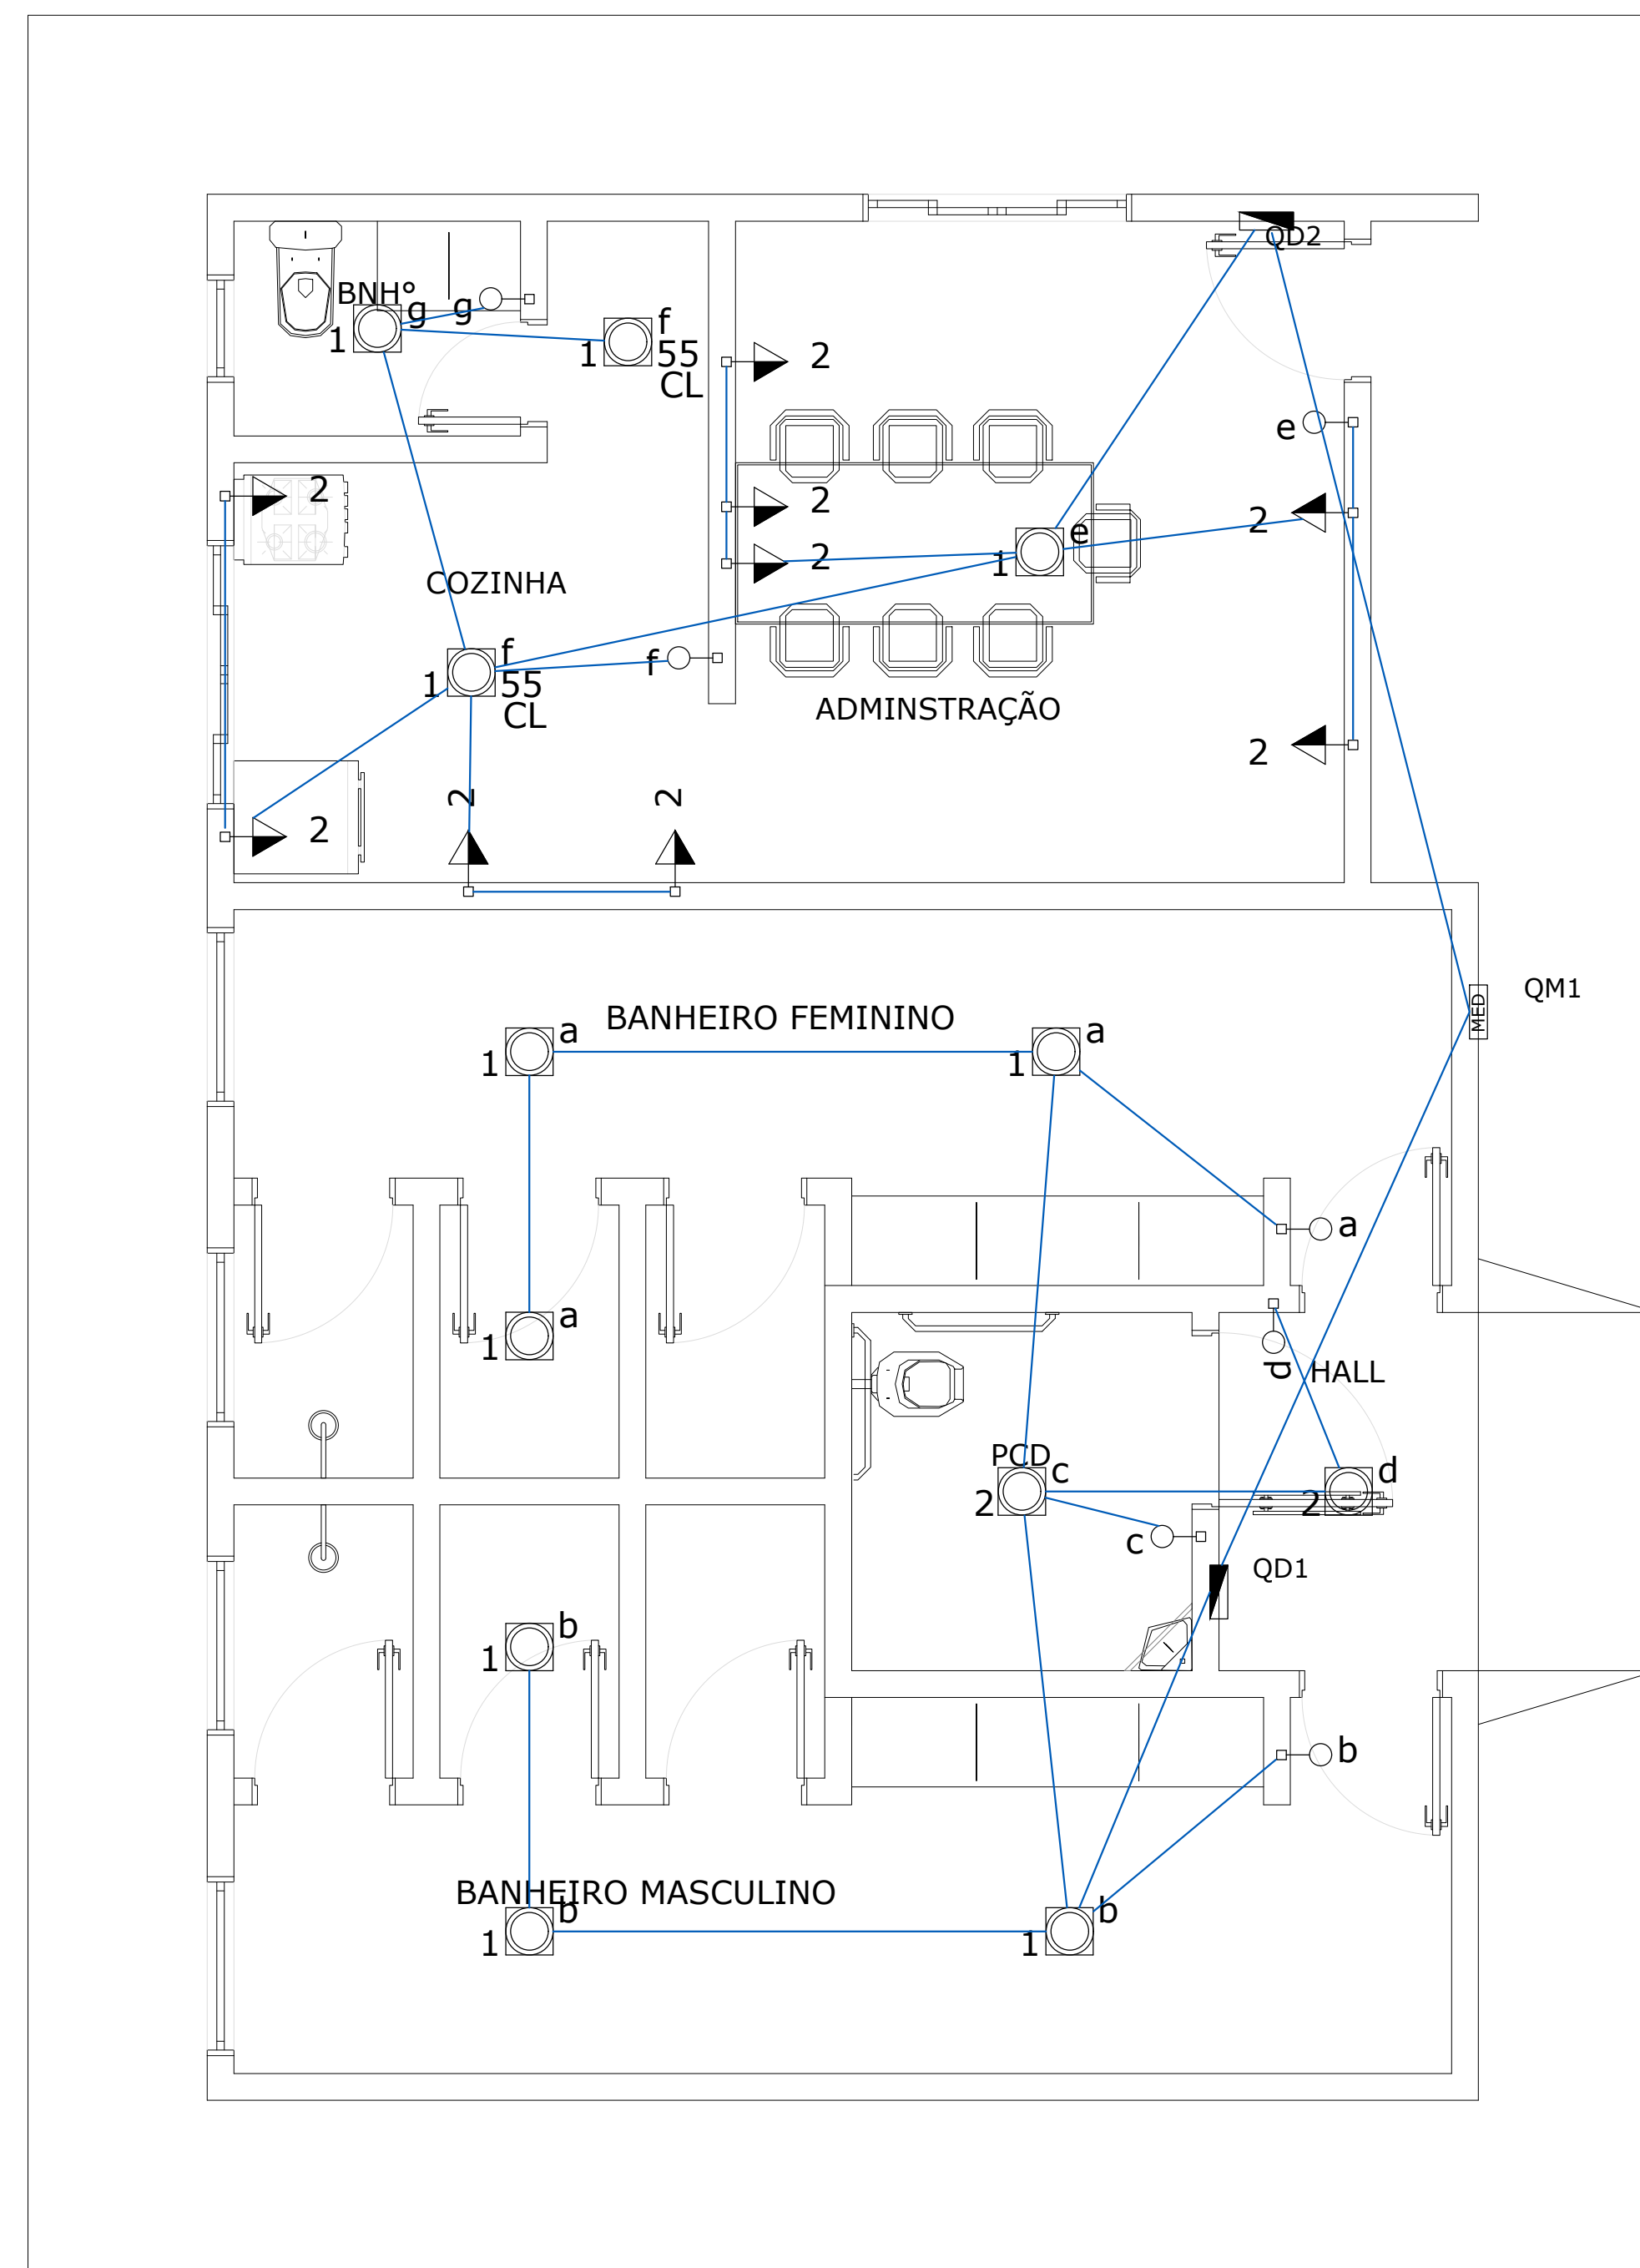 QD2
BNH°
g
g
1
f
1
55
CL
2
e
2
2
2
e
1
2
2
COZINHA
f
1
55
CL
f
ADMINSTRAÇÃO
2
2
2
2
QM1
MED
BANHEIRO FEMININO
a
1
a
1
a
a
1
d
HALL
PCD
c
2
d
2
c
QD1
b
1
b
BANHEIRO MASCULINO
b
1
b
1